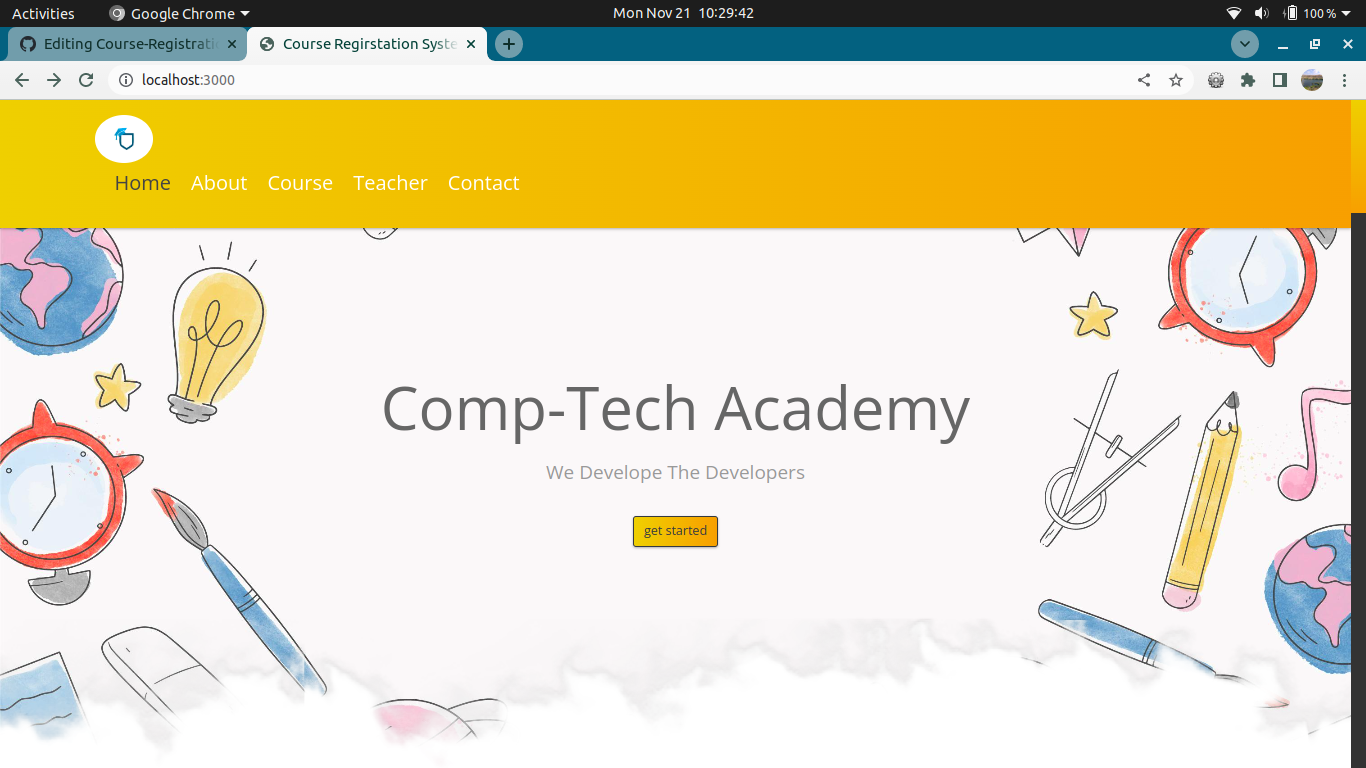 Activities Google Chrome Mon Nov 21 10:29:42 100 %
Editing Course-Registrati Course Regirstation Syste
localhost:3000
Home About Course Teacher Contact
Comp-Tech Academy
We Develope The Developers
get started